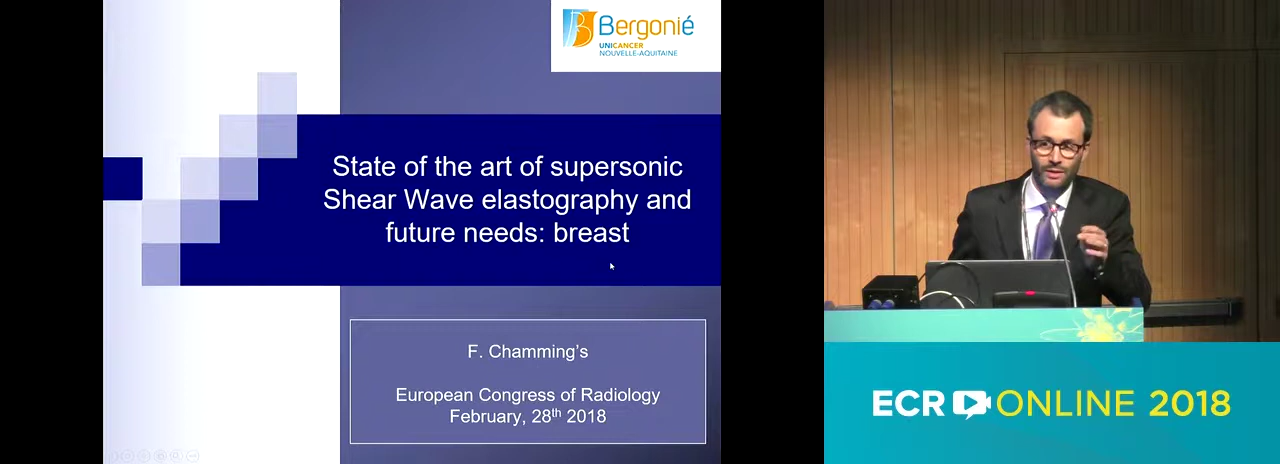 Bergonié
UNICANCER
NOUVELLE-AQUITAINE
State of the art of supersonic
Shear Wave elastography and
future needs: breast
F. Chamming's
European Congress of Radiology
February, 28th 2018
ECR ONLINE 2018